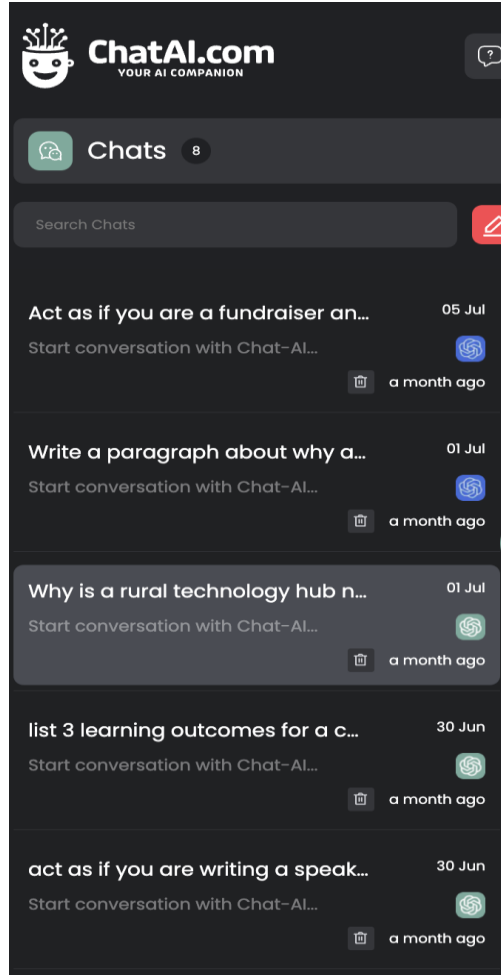 ChatAI.com
YOUR AI COMPANION
?
Chats 8
Search Chats
Act as if you are a fundraiser an... 05 Jul
Start conversation with Chat-AI...
a month ago
Write a paragraph about why a... 01 Jul
Start conversation with Chat-AI...
a month ago
Why is a rural technology hub n... 01 Jul
Start conversation with Chat-AI...
a month ago
list 3 learning outcomes for a c... 30 Jun
Start conversation with Chat-AI...
a month ago
act as if you are writing a speak... 30 Jun
Start conversation with Chat-AI...
a month ago